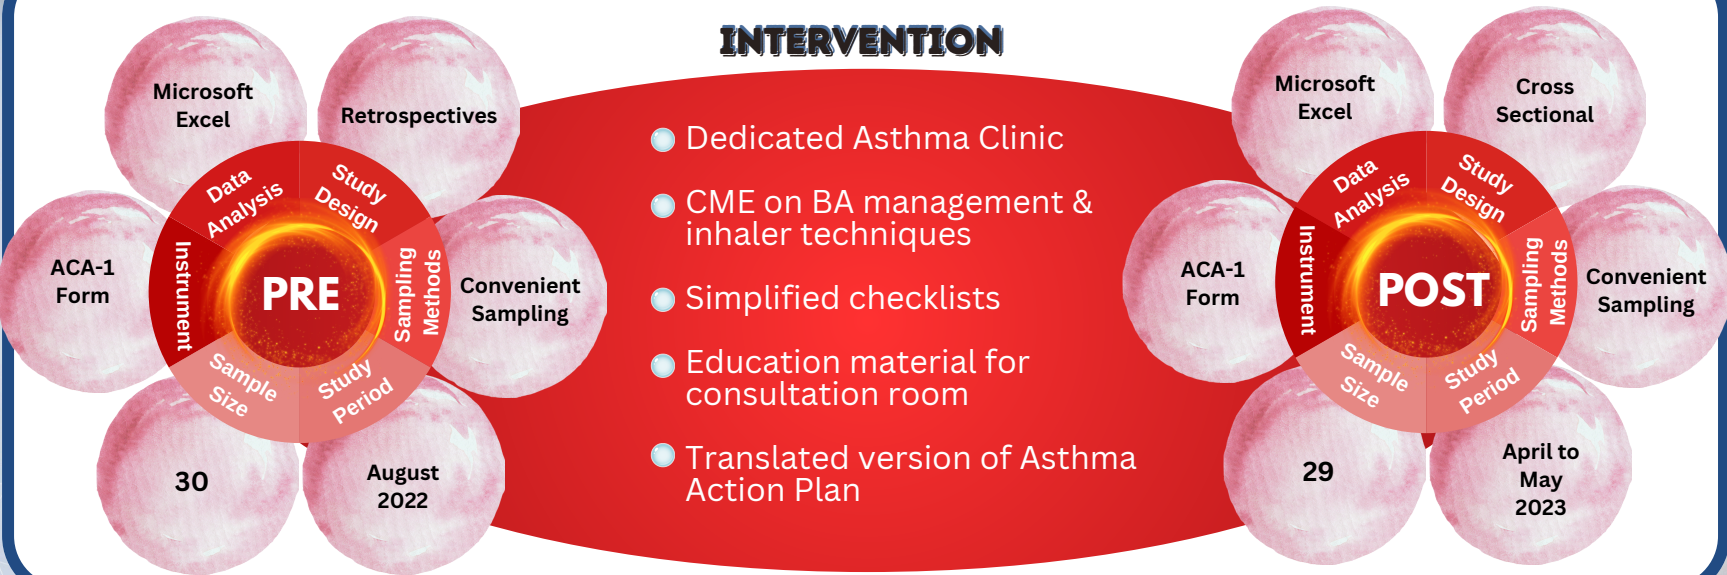 INTERVENTION
Microsoft
Excel
Retrospectives
Data
Analysis
Study
Design
ACA-1
Form
Instrument
PRE
Sampling
Methods
Convenient
Sampling
Sample
Size
Study
Period
30
August
2022
Dedicated Asthma Clinic
CME on BA management &
inhaler techniques
Simplified checklists
Education material for
consultation room
Translated version of Asthma
Action Plan
Microsoft
Excel
Cross
Sectional
Data
Analysis
Study
Design
ACA-1
Form
Instrument
POST
Sampling
Methods
Convenient
Sampling
Sample
Size
Study
Period
29
April to
May
2023